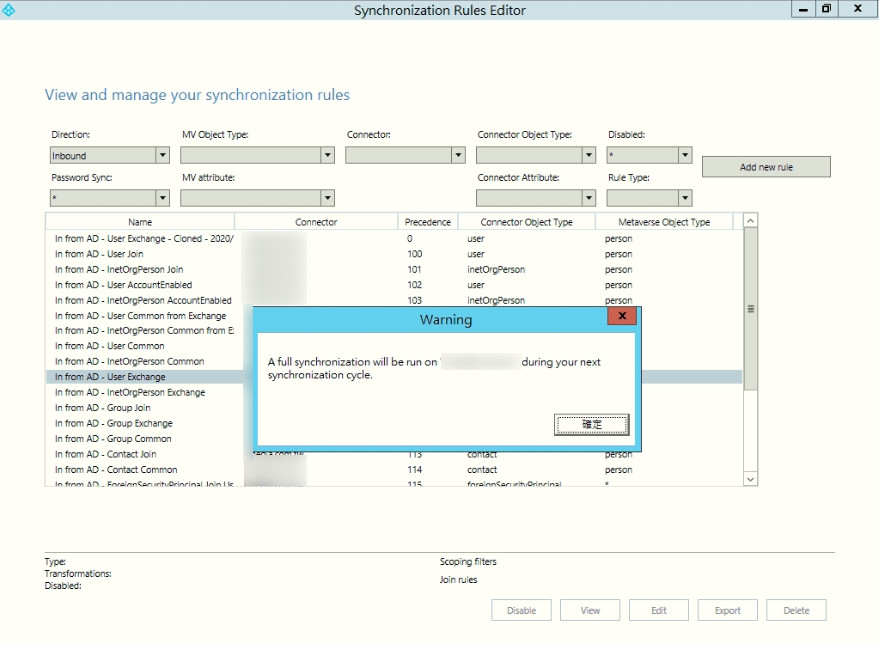 Synchronization Rules Editor
View and manage your synchronization rules
Direction: MV Object Type: Connector: Connector Object Type: Disabled:
Inbound *
Add new rule
Password Sync: MV attribute: Connector Attribute: Rule Type:
*
Name Connector Precedence Connector Object Type Metaverse Object Type
In from AD - User Exchange - Cloned - 2020/ 0 user person
In from AD - User Join 100 user person
In from AD - InetOrgPerson Join 101 inetOrgPerson person
In from AD - User AccountEnabled 102 user person
In from AD - InetOrgPerson AccountEnabled 103 inetOrgPerson person
In from AD - User Common from Exchange
In from AD - InetOrgPerson Common from E
In from AD - User Common
In from AD - InetOrgPerson Common
In from AD - User Exchange
In from AD - InetOrgPerson Exchange
In from AD - Group Join
In from AD - Group Exchange
In from AD - Group Common
In from AD - Contact Join 113 contact person
In from AD - Contact Common 114 contact person
In from AD - ForeignSecurityPrincipal Join Us 115 foreignSecurityPrincipal *
Warning
A full synchronization will be run on ' during your next
synchronization cycle.
確定
Type: Scoping filters
Transformations:
Join rules
Disabled:
Disable View Edit Export Delete